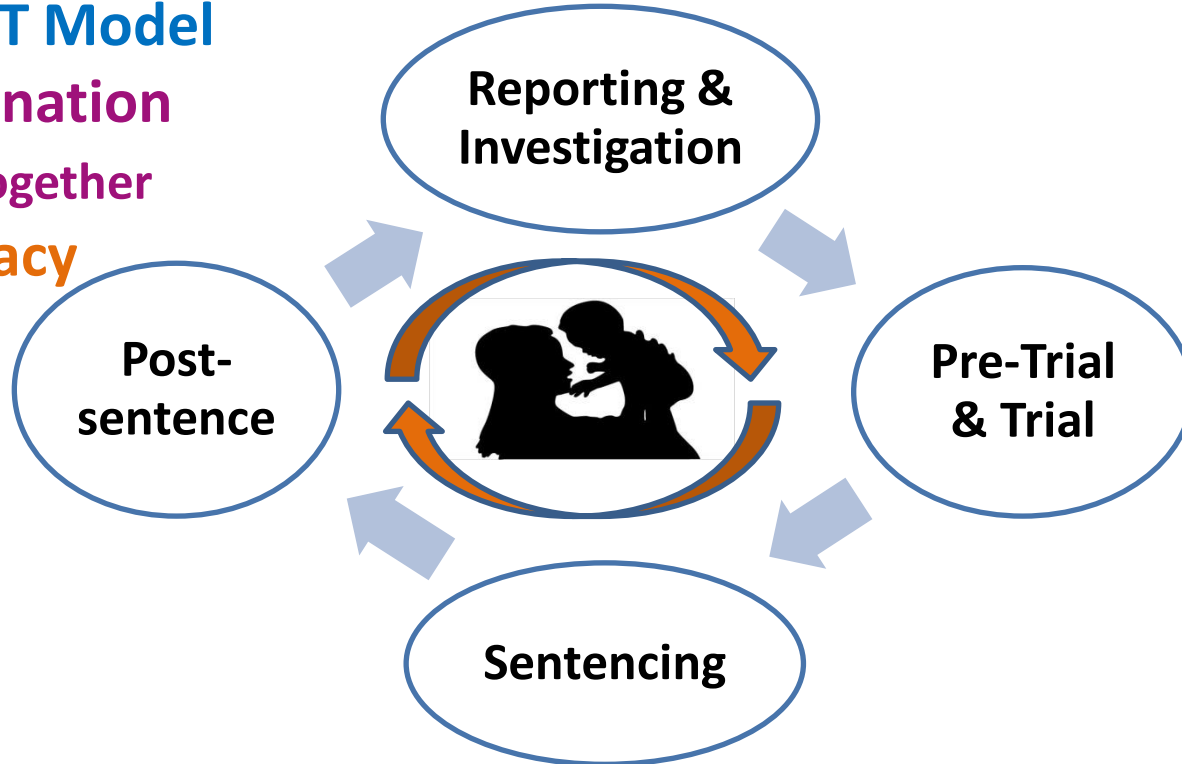 T Model
nation
ogether
acy
Reporting &
Investigation
Post-
sentence
Pre-Trial
& Trial
Sentencing